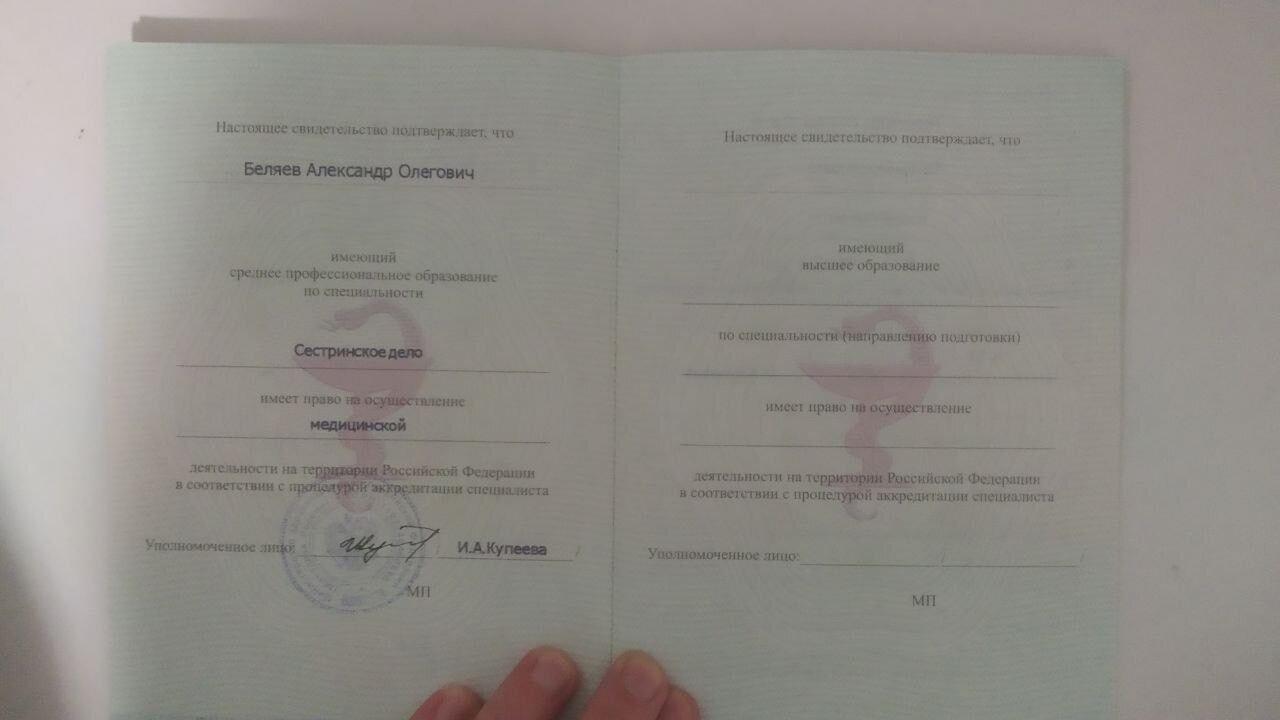 Настоящее свидетельство подтверждает, что
Беляев Александр Олегович
имеющий
среднее профессиональное образование
по специальности
Сестринское дело
имеет право на осуществление
медицинской
деятельности на территории Российской Федерации
в соответствии с процедурой аккредитации специалиста
Уполномоченное лицо: / И.А.Купеева /
МП
Настоящее свидетельство подтверждает, что
имеющий
высшее образование
по специальности (направлению подготовки)
имеет право на осуществление
деятельности на территории Российской Федерации
в соответствии с процедурой аккредитации специалиста
Уполномоченное лицо: / /
МП